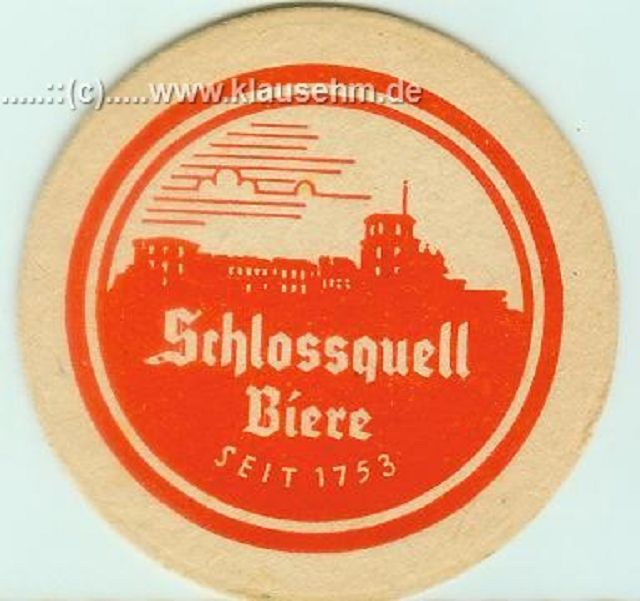 .....::(c).....www.klausehm.de
Schlossquell
Biere
SEIT 1753